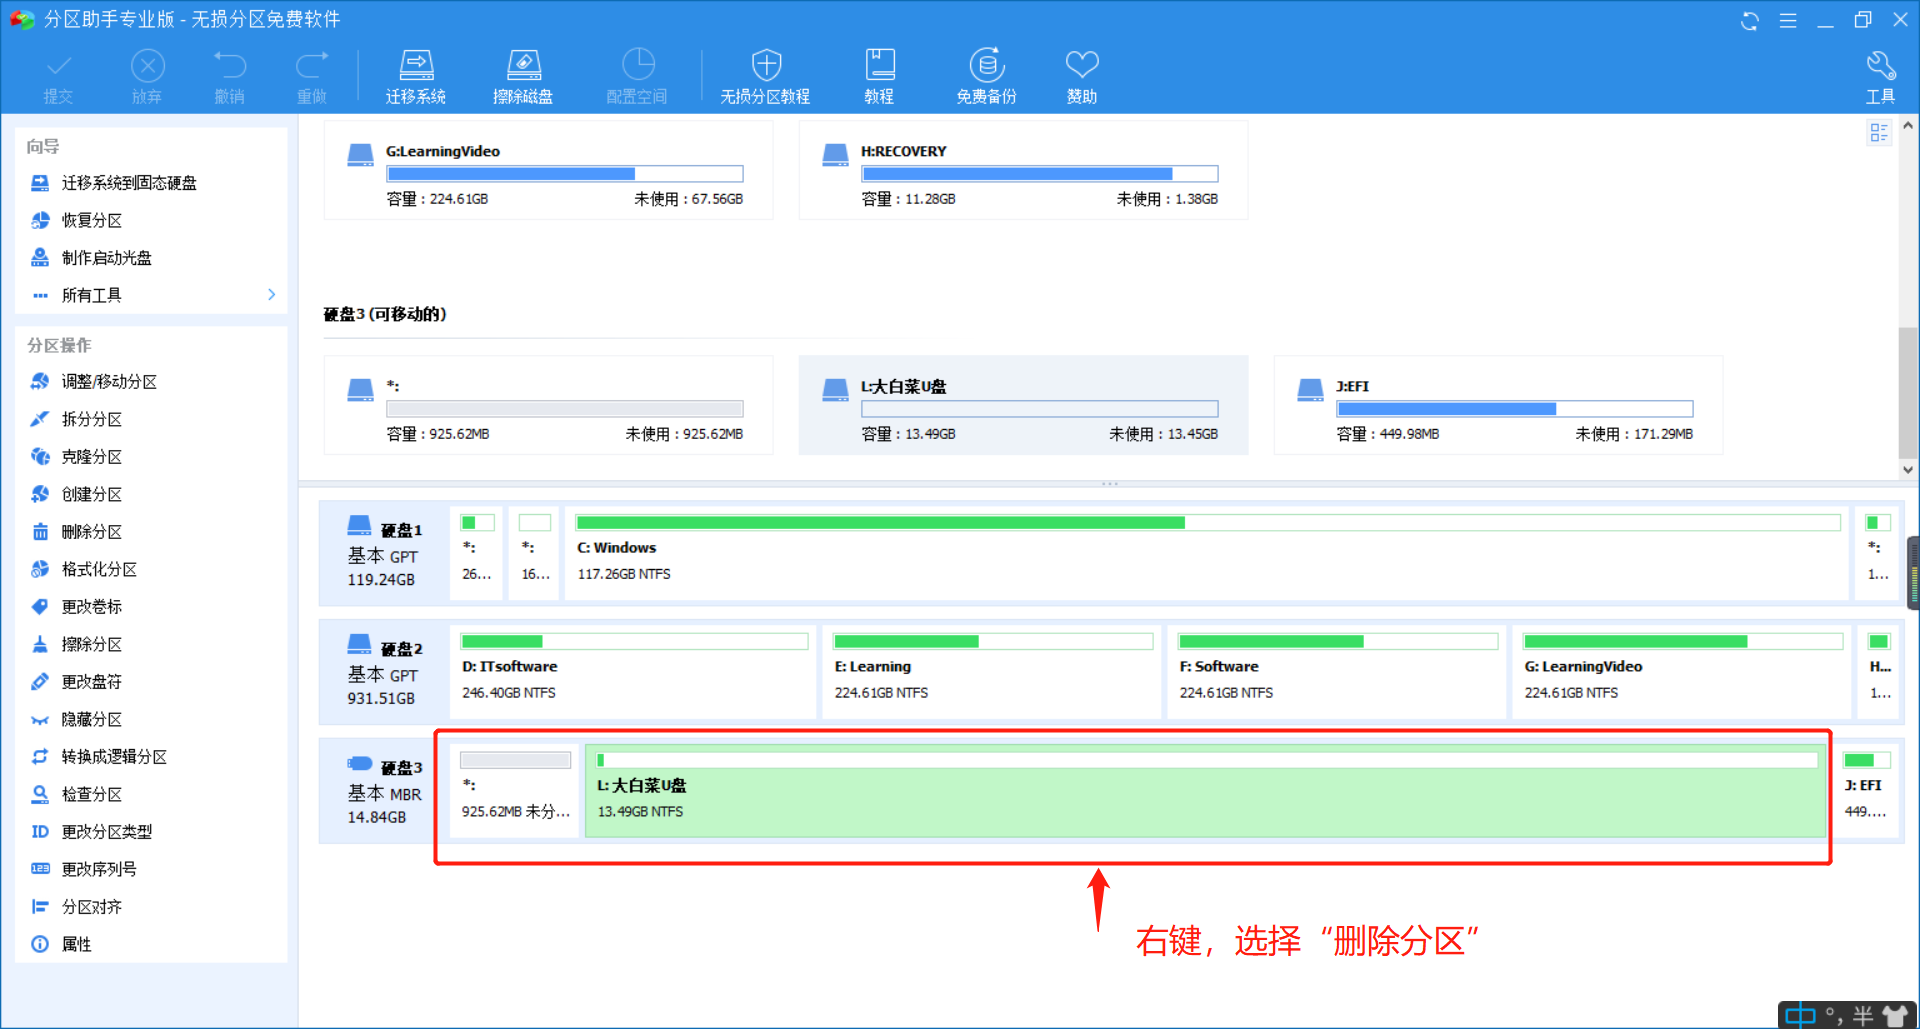 分区助手专业版 - 无损分区免费软件
提交
放弃
撤销
重做
迁移系统
擦除磁盘
配置空间
无损分区教程
教程
免费备份
赞助
工具
向导
迁移系统到固态硬盘
恢复分区
制作启动光盘
所有工具
分区操作
调整/移动分区
拆分分区
克隆分区
创建分区
删除分区
格式化分区
更改卷标
擦除分区
更改盘符
隐藏分区
转换成逻辑分区
检查分区
ID 更改分区类型
123 更改序列号
分区对齐
属性
G:LearningVideo
容量：224.61GB 未使用：67.56GB
H:RECOVERY
容量：11.28GB 未使用：1.38GB
硬盘3 (可移动的)
*:
容量：925.62MB 未使用：925.62MB
L:大白菜U盘
容量：13.49GB 未使用：13.45GB
J:EFI
容量：449.98MB 未使用：171.29MB
硬盘1
基本 GPT
119.24GB
*:
26...
*:
16...
C: Windows
117.26GB NTFS
*:
1...
硬盘2
基本 GPT
931.51GB
D: ITsoftware
246.40GB NTFS
E: Learning
224.61GB NTFS
F: Software
224.61GB NTFS
G: LearningVideo
224.61GB NTFS
H...
1...
硬盘3
基本 MBR
14.84GB
*:
925.62MB 未分...
L: 大白菜U盘
13.49GB NTFS
J: EFI
449....
右键，选择“删除分区”
中 °, 半